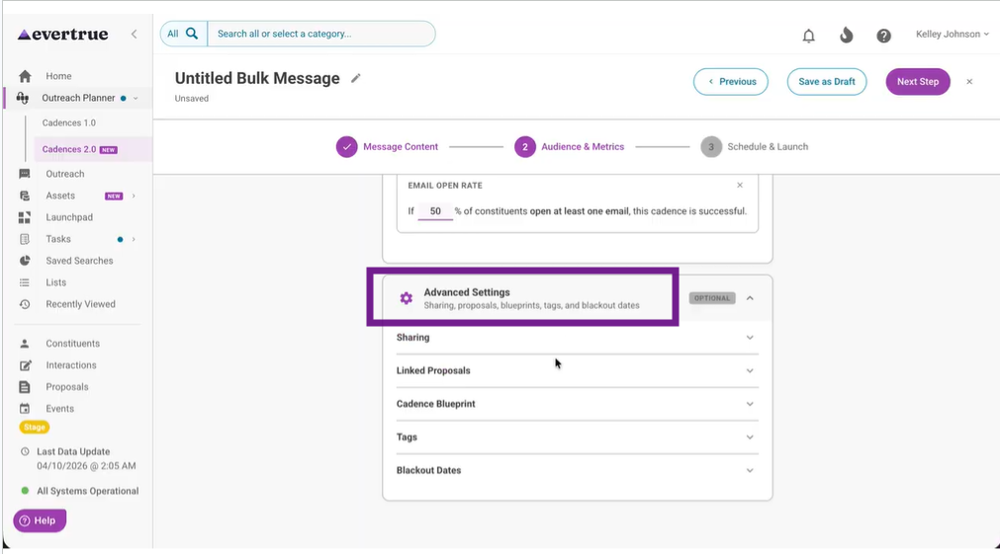 evertrue
All
Search all or select a category...
Kelley Johnson
Home
Outreach Planner
Cadences 1.0
Cadences 2.0 NEW
Outreach
Assets NEW
Launchpad
Tasks
Saved Searches
Lists
Recently Viewed
Constituents
Interactions
Proposals
Events
Stage
Last Data Update
04/10/2026 @ 2:05 AM
All Systems Operational
Help
Untitled Bulk Message
Unsaved
Previous
Save as Draft
Next Step
Message Content
2 Audience & Metrics
3 Schedule & Launch
EMAIL OPEN RATE
If 50 % of constituents open at least one email, this cadence is successful.
Advanced Settings
Sharing, proposals, blueprints, tags, and blackout dates
OPTIONAL
Sharing
Linked Proposals
Cadence Blueprint
Tags
Blackout Dates